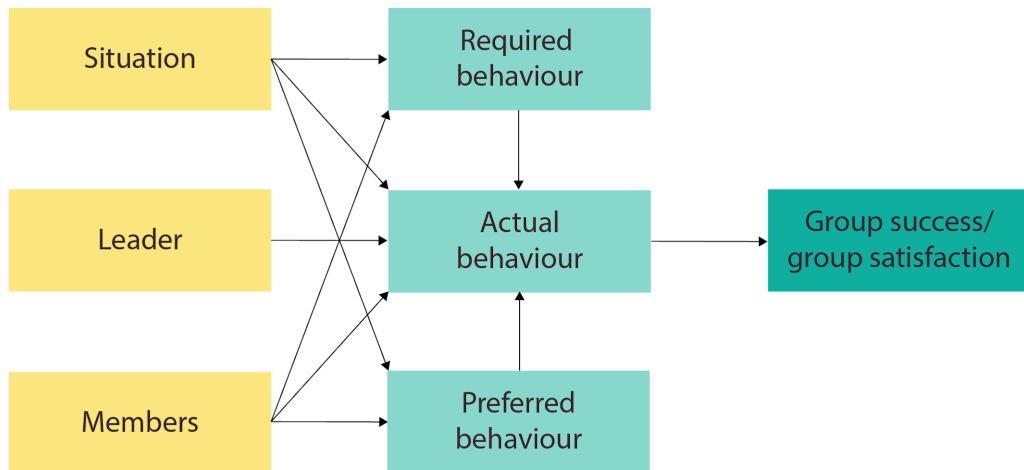 Situation
Required
behaviour
Leader
Actual
behaviour
Group success/
group satisfaction
Members
Preferred
behaviour